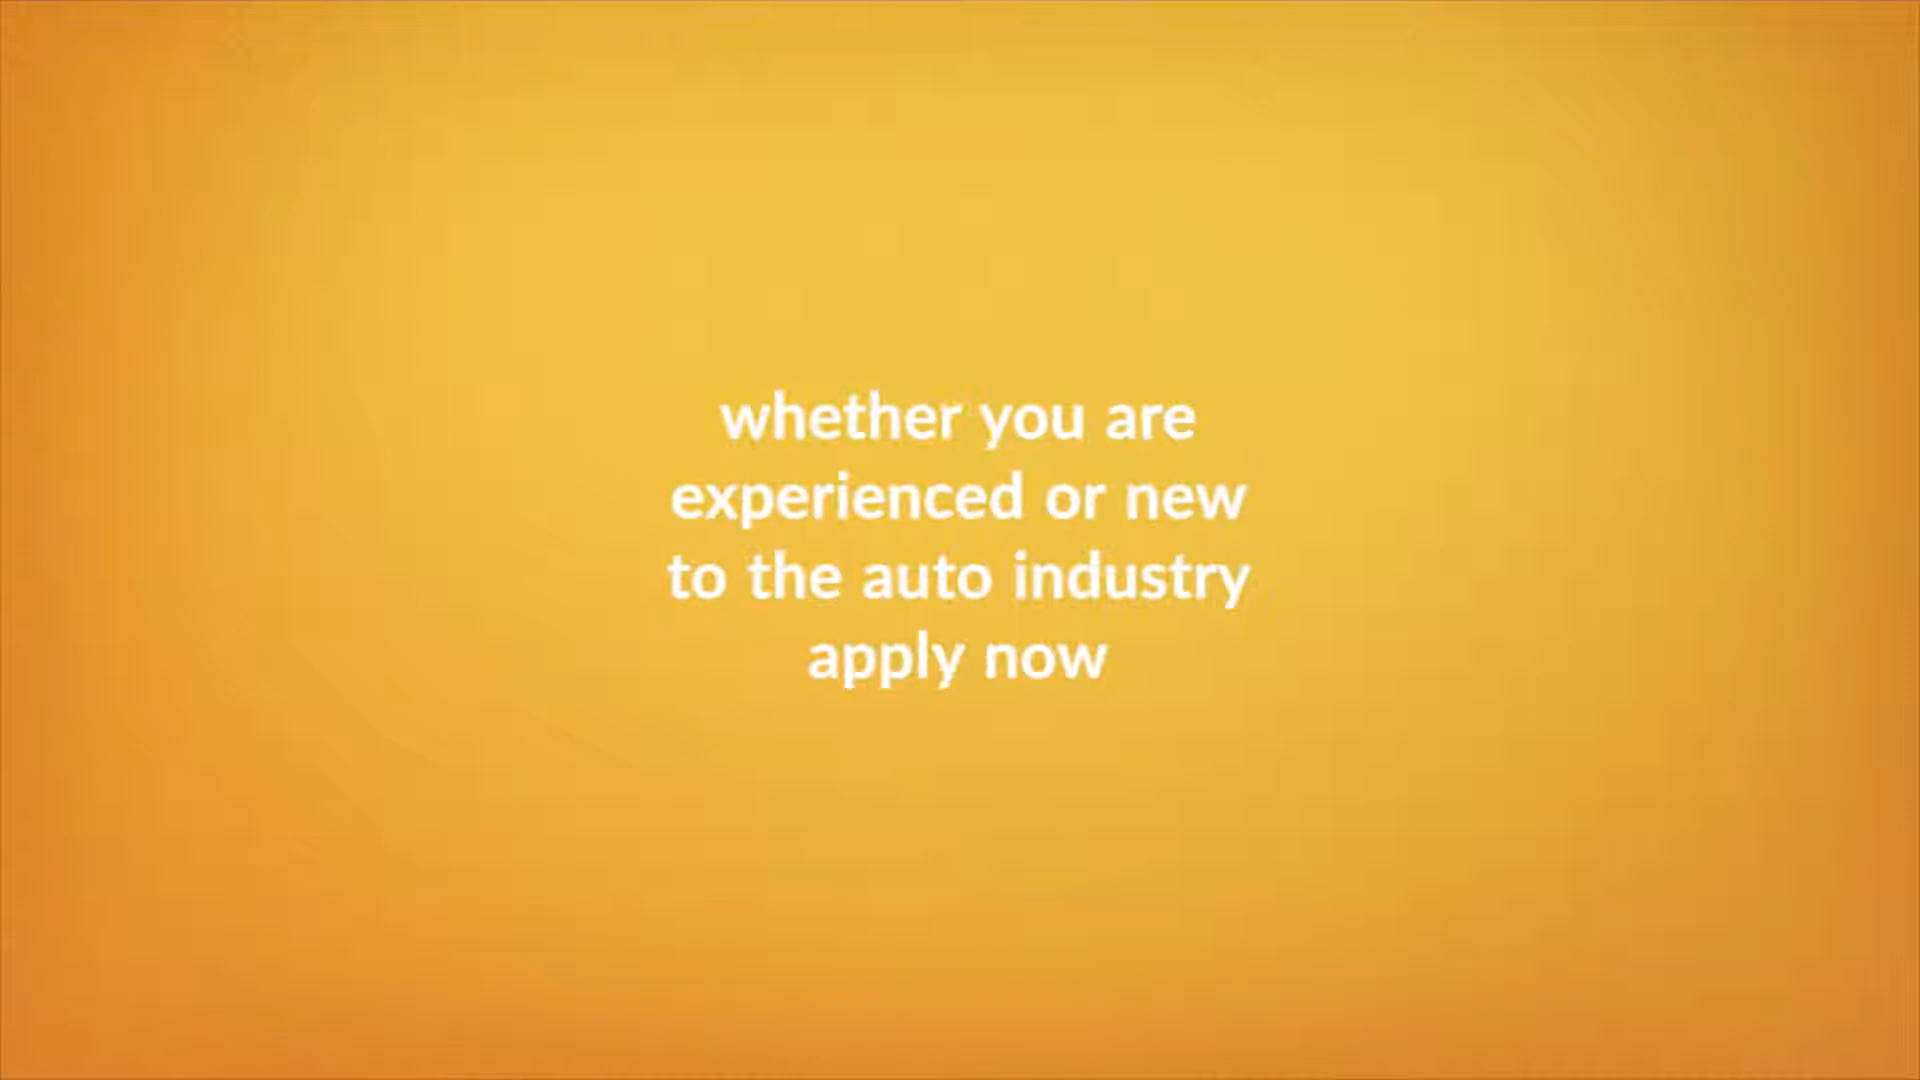 whether you are
experienced or new
to the auto industry
apply now